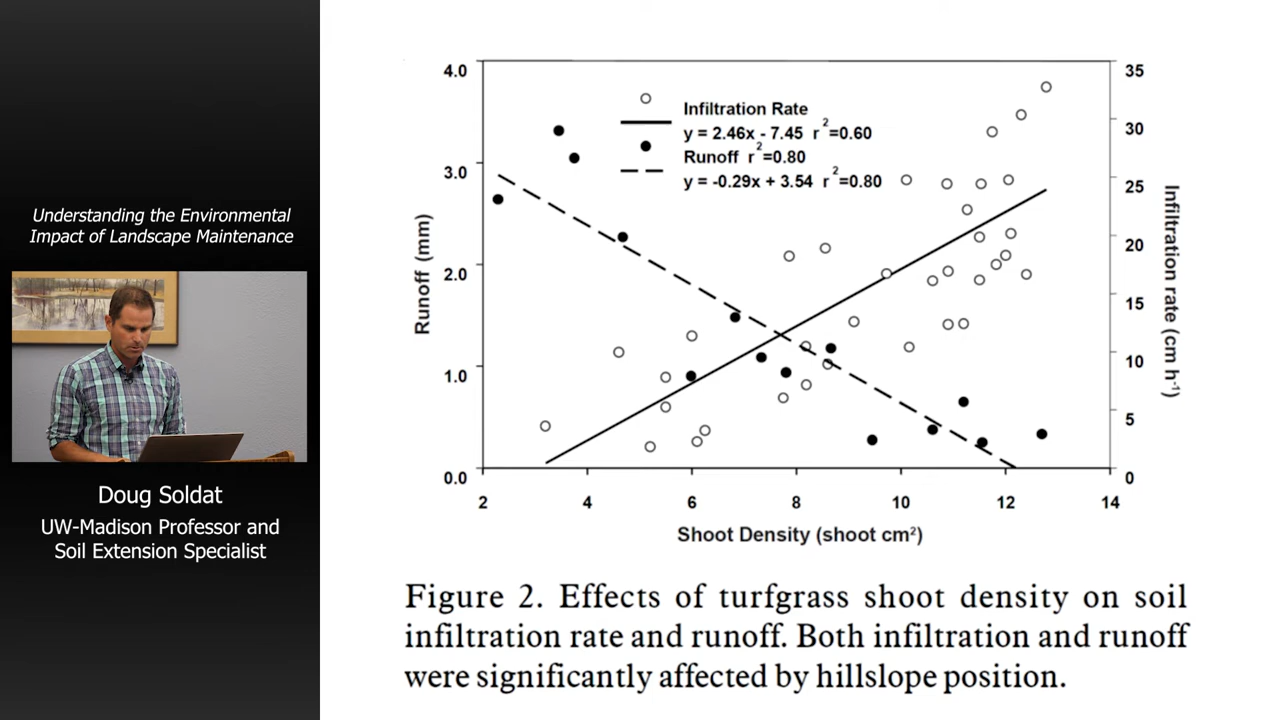 Understanding the Environmental
Impact of Landscape Maintenance
Doug Soldat
UW-Madison Professor and
Soil Extension Specialist
4.0
3.0
2.0
1.0
0.0
Runoff (mm)
Infiltration Rate
y = 2.46x - 7.45 r²=0.60
Runoff r²=0.80
y = -0.29x + 3.54 r²=0.80
35
30
25
20
15
10
5
0
Infiltration rate (cm h⁻¹)
2 4 6 8 10 12 14
Shoot Density (shoot cm²)
Figure 2. Effects of turfgrass shoot density on soil
infiltration rate and runoff. Both infiltration and runoff
were significantly affected by hillslope position.